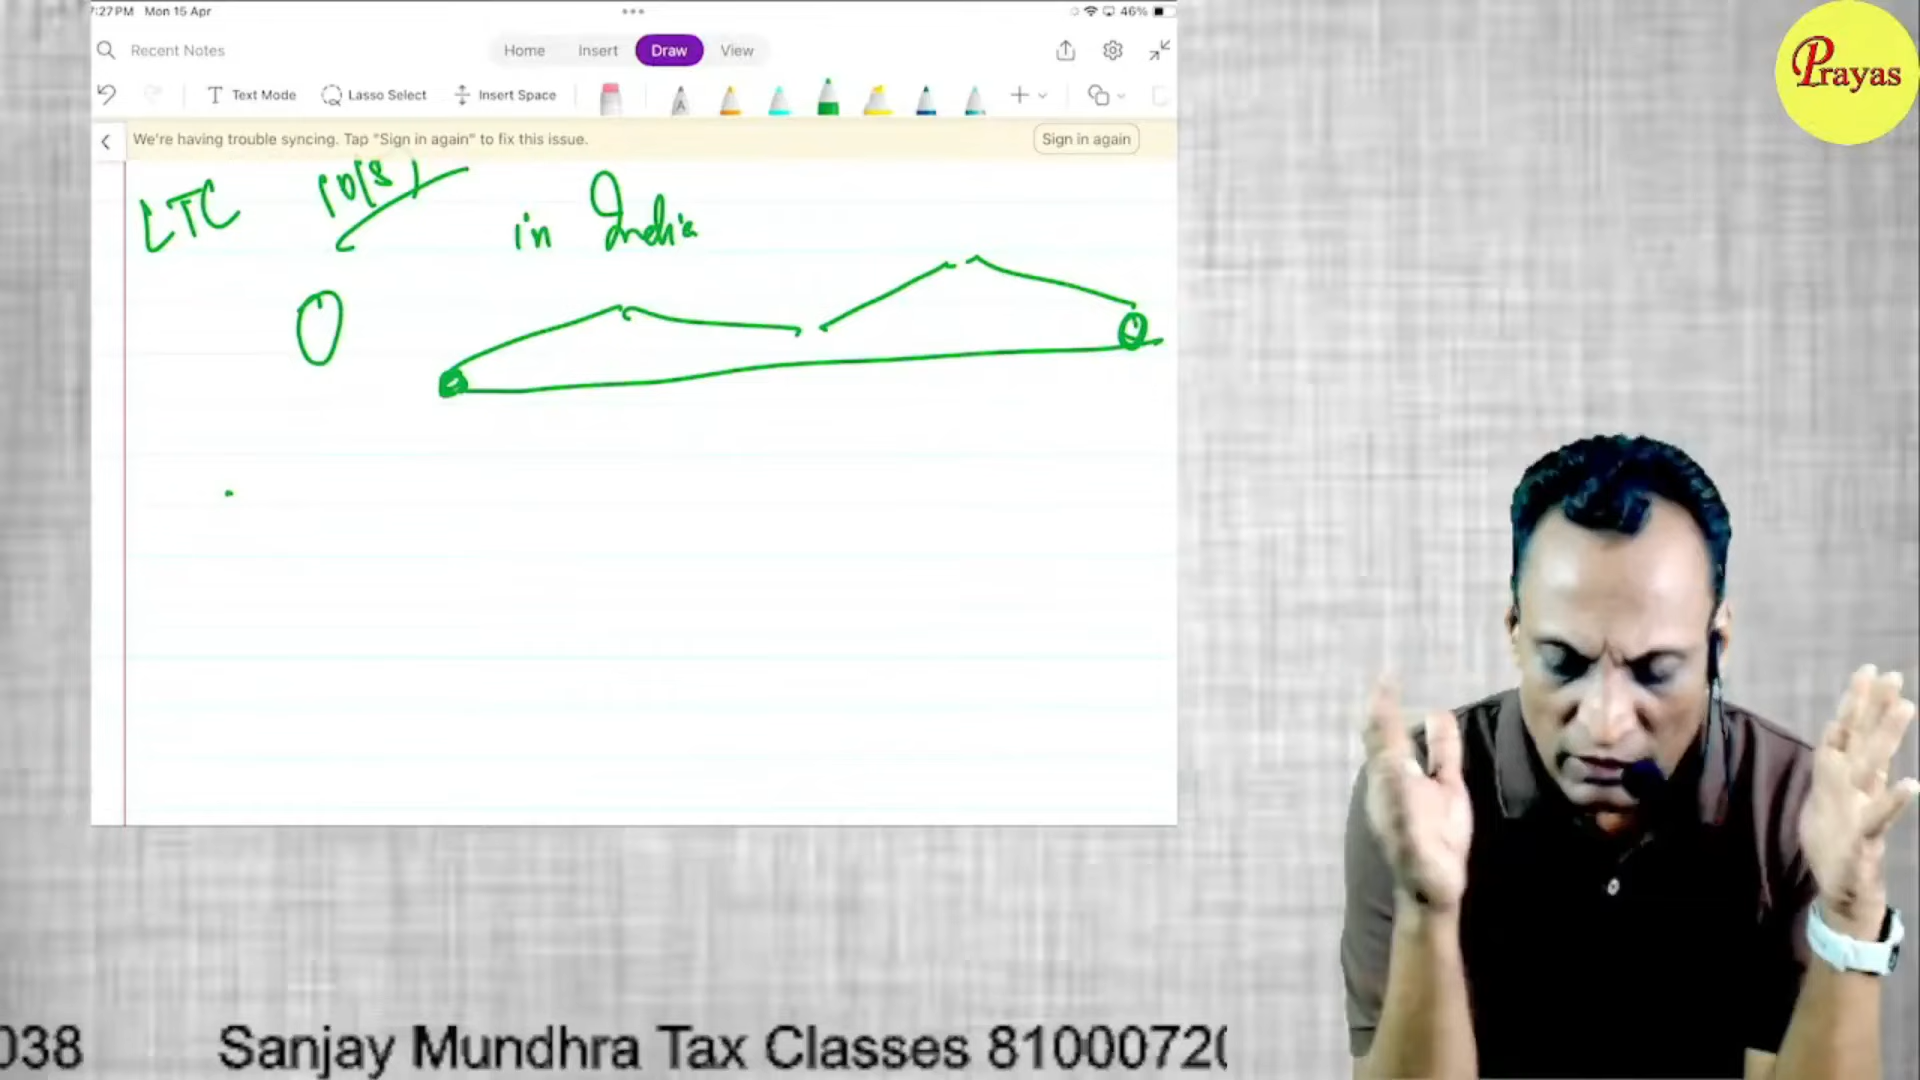 7:27 PM Mon 15 Apr
46%
Recent Notes
Home Insert Draw View
Text Mode Lasso Select Insert Space
We're having trouble syncing. Tap "Sign in again" to fix this issue.
Sign in again
LTC
in India
Prayas
038 Sanjay Mundhra Tax Classes 8100072